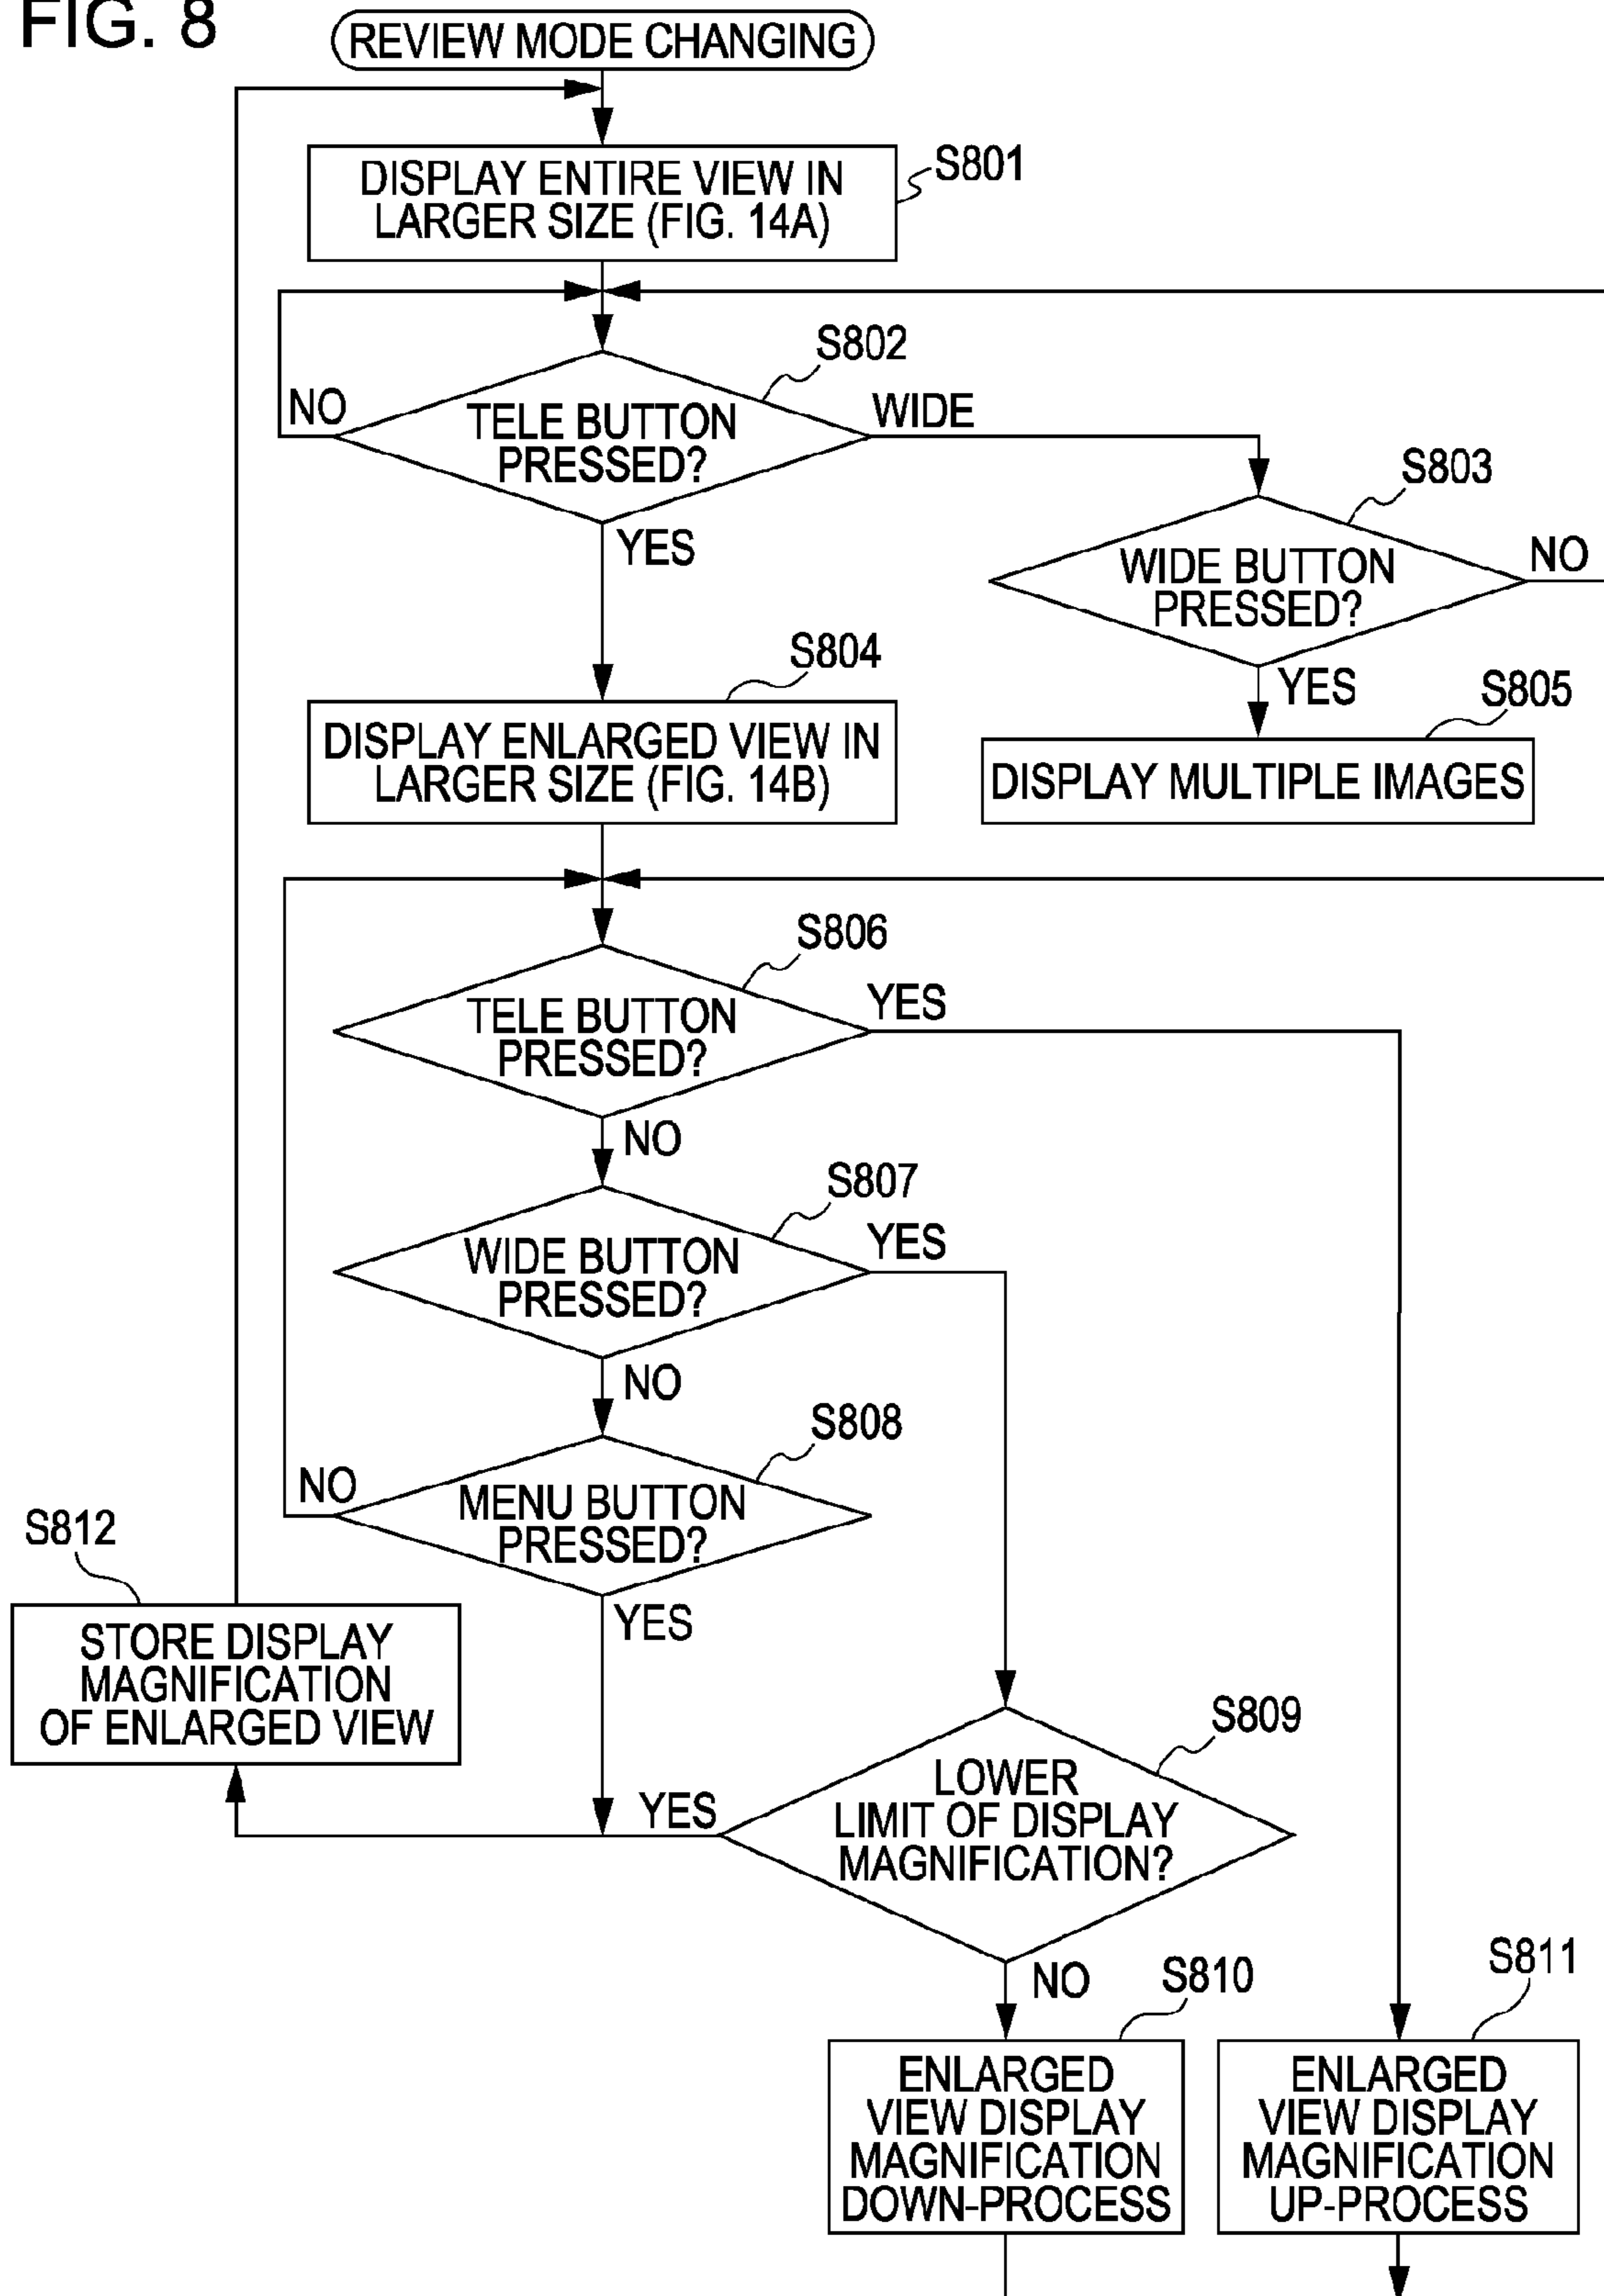 FIG. 8
REVIEW MODE CHANGING
DISPLAY ENTIRE VIEW IN
LARGER SIZE (FIG. 14A)
S801
S802
NO
TELE BUTTON
PRESSED?
WIDE
YES
S803
WIDE BUTTON
PRESSED?
NO
YES
S804
DISPLAY ENLARGED VIEW IN
LARGER SIZE (FIG. 14B)
S805
DISPLAY MULTIPLE IMAGES
S806
TELE BUTTON
PRESSED?
YES
NO
S807
WIDE BUTTON
PRESSED?
YES
NO
S808
NO
MENU BUTTON
PRESSED?
YES
S812
STORE DISPLAY
MAGNIFICATION
OF ENLARGED VIEW
S809
YES
LOWER
LIMIT OF DISPLAY
MAGNIFICATION?
NO
S810
ENLARGED
VIEW DISPLAY
MAGNIFICATION
DOWN-PROCESS
S811
ENLARGED
VIEW DISPLAY
MAGNIFICATION
UP-PROCESS